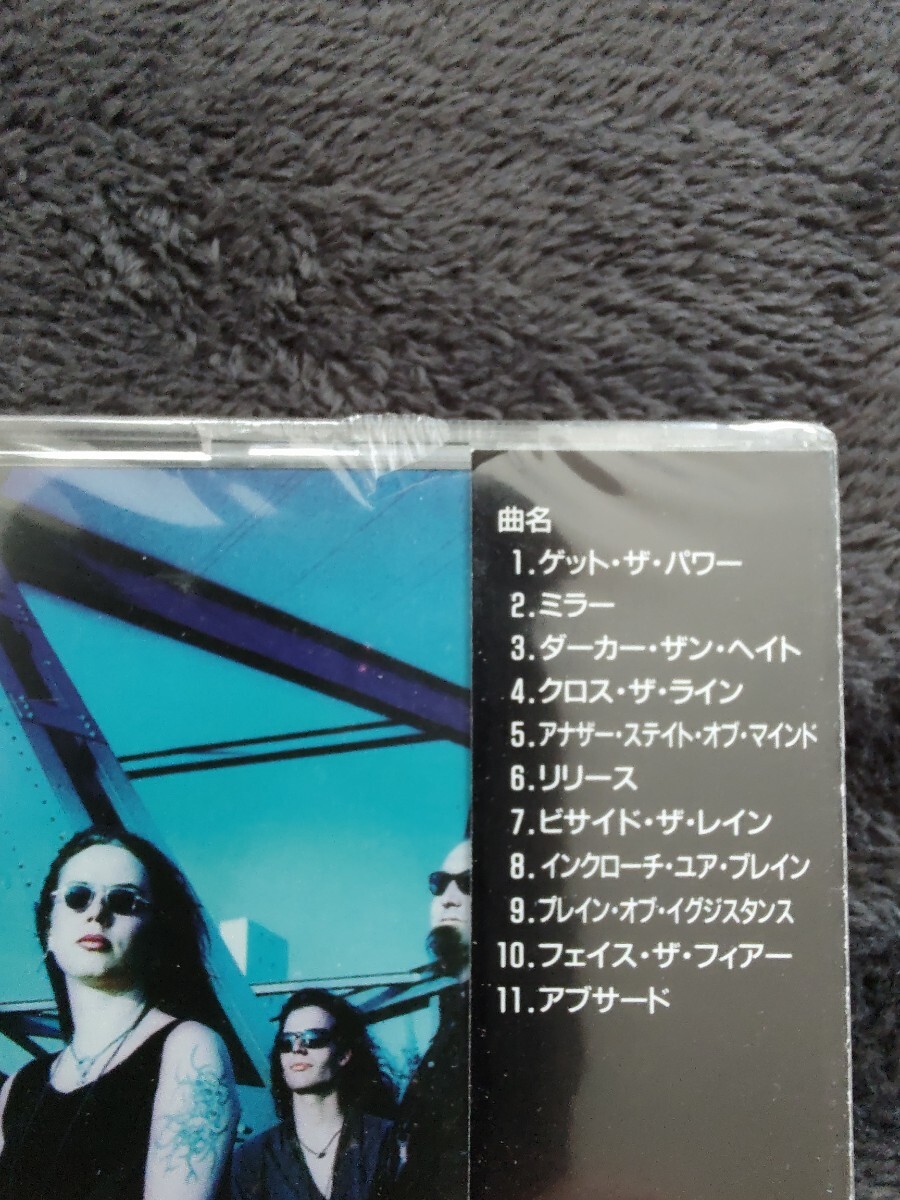 曲名
1.ゲット・ザ・パワー
2.ミラー
3.ダーカー・ザン・ヘイト
4.クロス・ザ・ライン
5.アナザー・ステイト・オブ・マインド
6.リリース
7.ビサイド・ザ・レイン
8.インクローチ・ユア・ブレイン
9.プレイン・オブ・イグジスタンス
10.フェイス・ザ・フィアー
11.アブサード